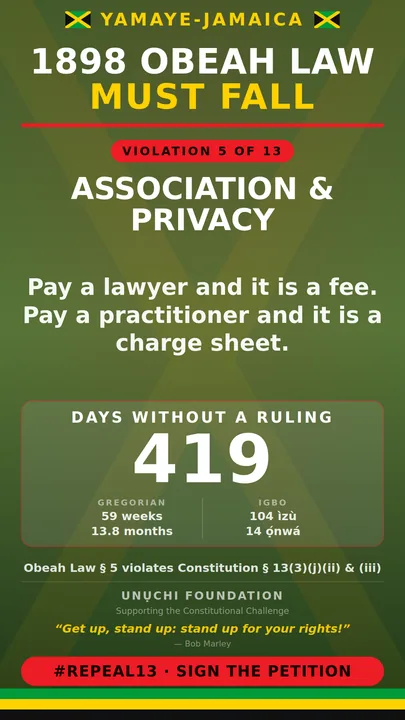 YAMAYE-JAMAICA
1898 OBEAH LAW
MUST FALL
VIOLATION 5 OF 13
ASSOCIATION &
PRIVACY
Pay a lawyer and it is a fee.
Pay a practitioner and it is a
charge sheet.
DAYS WITHOUT A RULING
419
GREGORIAN
59 weeks
13.8 months
IGBO
104 ìzù
14 ọ́nwá
Obeah Law § 5 violates Constitution § 13(3)(j)(ii) & (iii)
UNỤCHI FOUNDATION
Supporting the Constitutional Challenge
“Get up, stand up: stand up for your rights!”
— Bob Marley
#REPEAL13 · SIGN THE PETITION